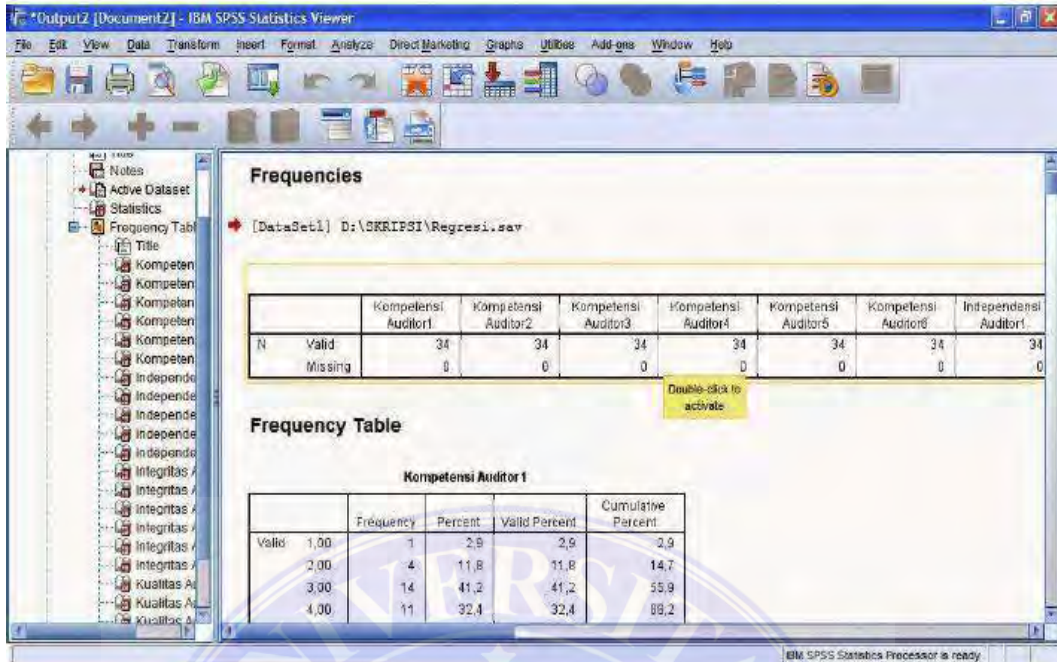 *Output2 [Document2] - IBM SPSS Statistics Viewer
File Edit View Data Transform Insert Format Analyze Direct Marketing Graphs Utilities Add-ons Window Help
Notes
Active Dataset
Statistics
Frequency Tabl
Title
Kompeten
Kompeten
Kompeten
Kompeten
Kompeten
Kompeten
Independe
Independe
Independe
Independe
Independe
Integritas A
Integritas A
Integritas A
Integritas A
Integritas A
Integritas A
Kualitas Au
Kualitas Au
Kualitas Au
Frequencies
[DataSet1] D:\SKRIPSI\Regresi.sav
Kompetensi Auditor1 Kompetensi Auditor2 Kompetensi Auditor3 Kompetensi Auditor4 Kompetensi Auditor5 Kompetensi Auditor6 Independensi Auditor1
N Valid 34 34 34 34 34 34 34
Missing 0 0 0 0 0 0 0
Double-click to
activate
Frequency Table
Kompetensi Auditor1
Frequency Percent Valid Percent Cumulative Percent
Valid 1,00 1 2,9 2,9 2,9
2,00 4 11,8 11,8 14,7
3,00 14 41,2 41,2 55,9
4,00 11 32,4 32,4 88,2
IBM SPSS Statistics Processor is ready